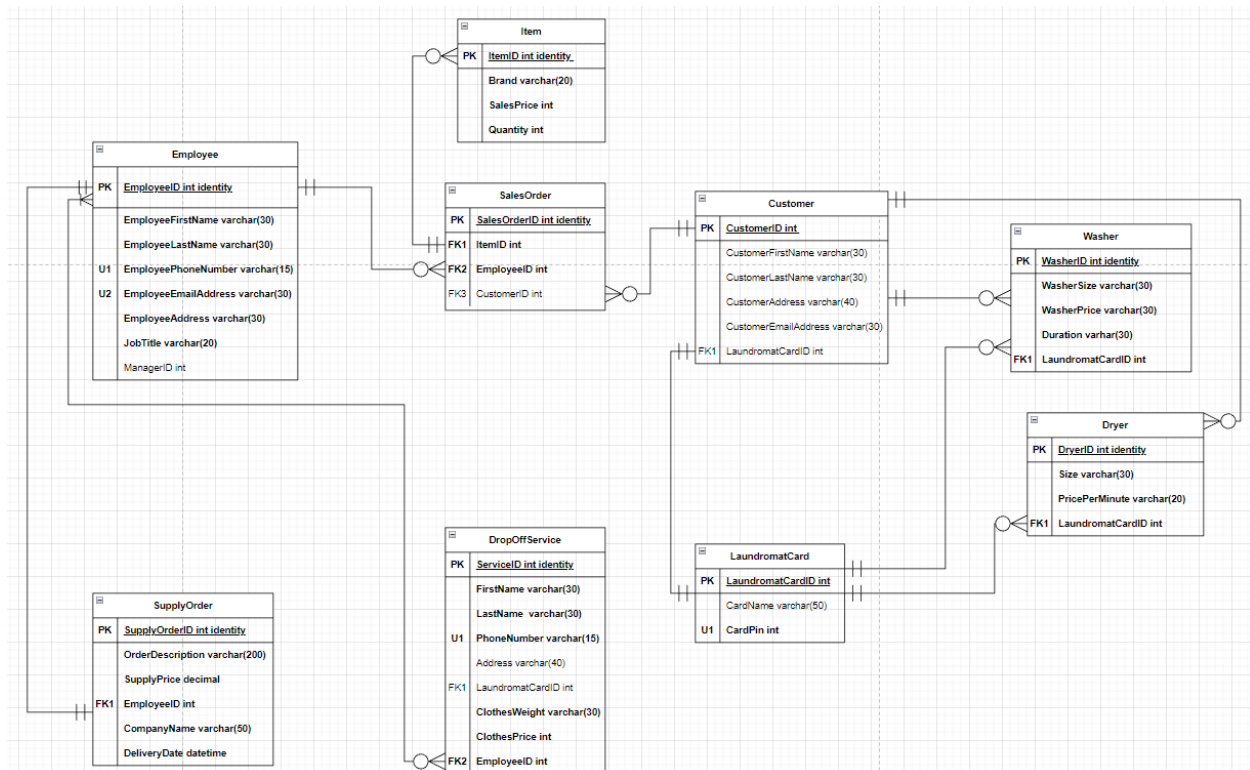 Item
PK ItemID int identity
Brand varchar(20)
SalesPrice int
Quantity int
Employee
PK EmployeeID int identity
EmployeeFirstName varchar(30)
EmployeeLastName varchar(30)
U1 EmployeePhoneNumber varchar(15)
U2 EmployeeEmailAddress varchar(30)
EmployeeAddress varchar(30)
JobTitle varchar(20)
ManagerID int
SalesOrder
PK SalesOrderID int identity
FK1 ItemID int
FK2 EmployeeID int
FK3 CustomerID int
Customer
PK CustomerID int
CustomerFirstName varchar(30)
CustomerLastName varchar(30)
CustomerAddress varchar(40)
CustomerEmailAddress varchar(30)
FK1 LaundromatCardID int
Washer
PK WasherID int identity
WasherSize varchar(30)
WasherPrice varchar(30)
Duration varhar(30)
FK1 LaundromatCardID int
Dryer
PK DryerID int identity
Size varchar(30)
PricePerMinute varchar(20)
FK1 LaundromatCardID int
SupplyOrder
PK SupplyOrderID int identity
OrderDescription varchar(200)
SupplyPrice decimal
FK1 EmployeeID int
CompanyName varchar(50)
DeliveryDate datetime
DropOffService
PK ServiceID int identity
FirstName varchar(30)
LastName varchar(30)
U1 PhoneNumber varchar(15)
Address varchar(40)
FK1 LaundromatCardID int
ClothesWeight varchar(30)
ClothesPrice int
FK2 EmployeeID int
LaundromatCard
PK LaundromatCardID int
CardName varchar(50)
U1 CardPin int